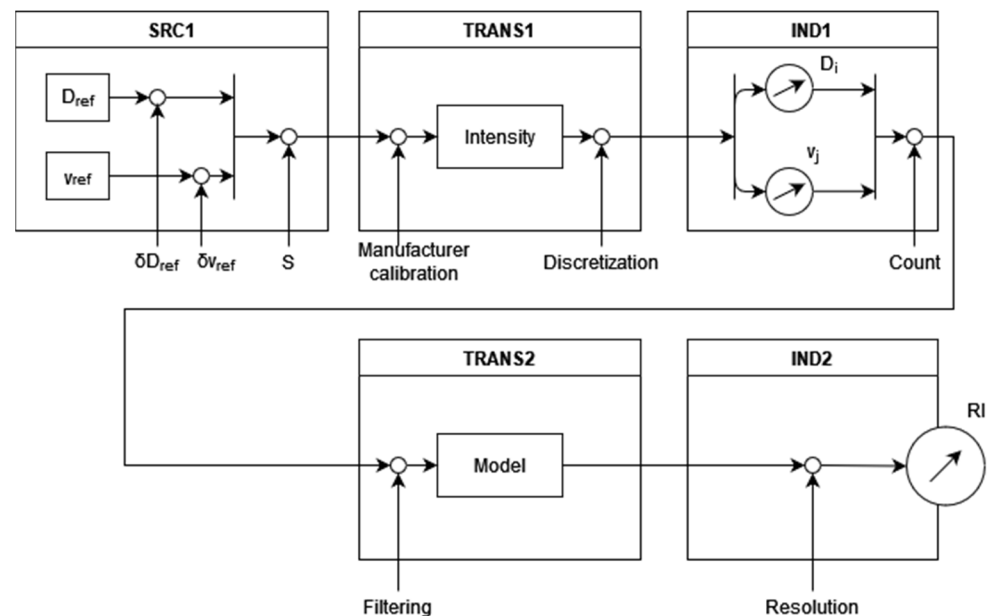 SRC1
TRANS1
IND1
Dref
vref
Intensity
Di
vj
δDref
δvref
S
Manufacturer
calibration
Discretization
Count
TRANS2
IND2
Model
RI
Filtering
Resolution